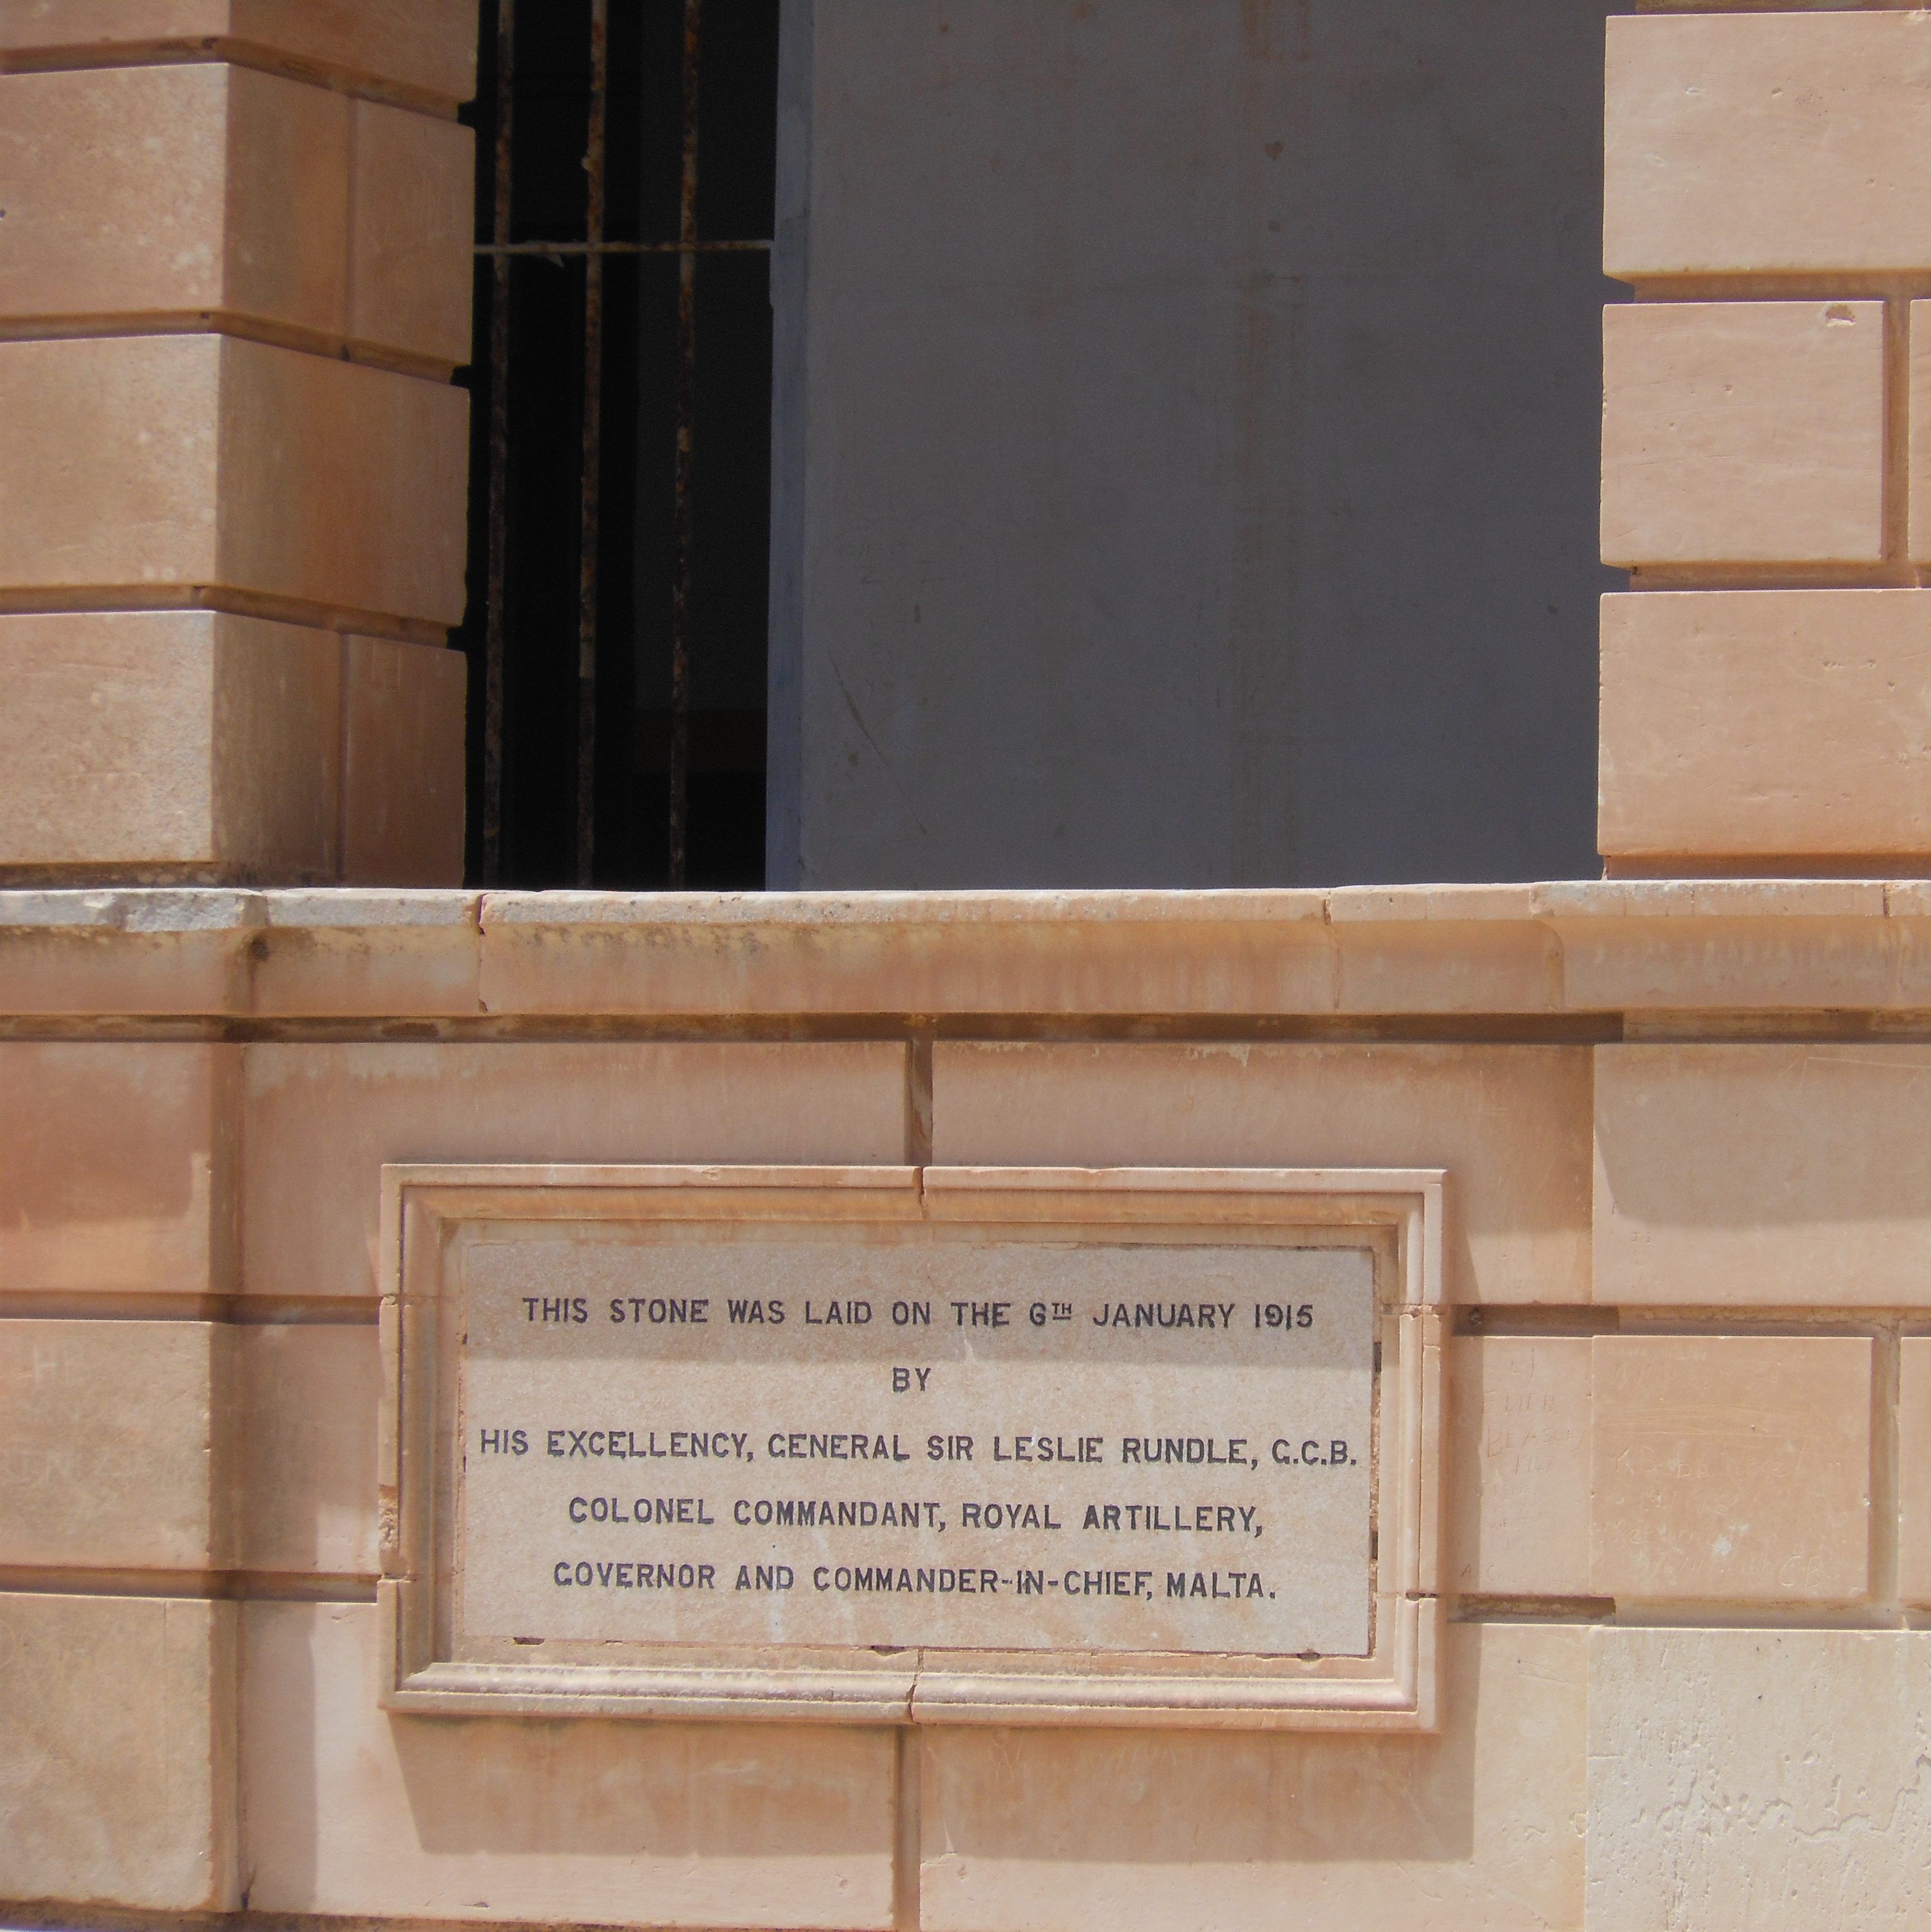 THIS STONE WAS LAID ON THE 6TH JANUARY 1915
BY
HIS EXCELLENCY, GENERAL SIR LESLIE RUNDLE, G.C.B.
COLONEL COMMANDANT, ROYAL ARTILLERY,
GOVERNOR AND COMMANDER-IN-CHIEF, MALTA.